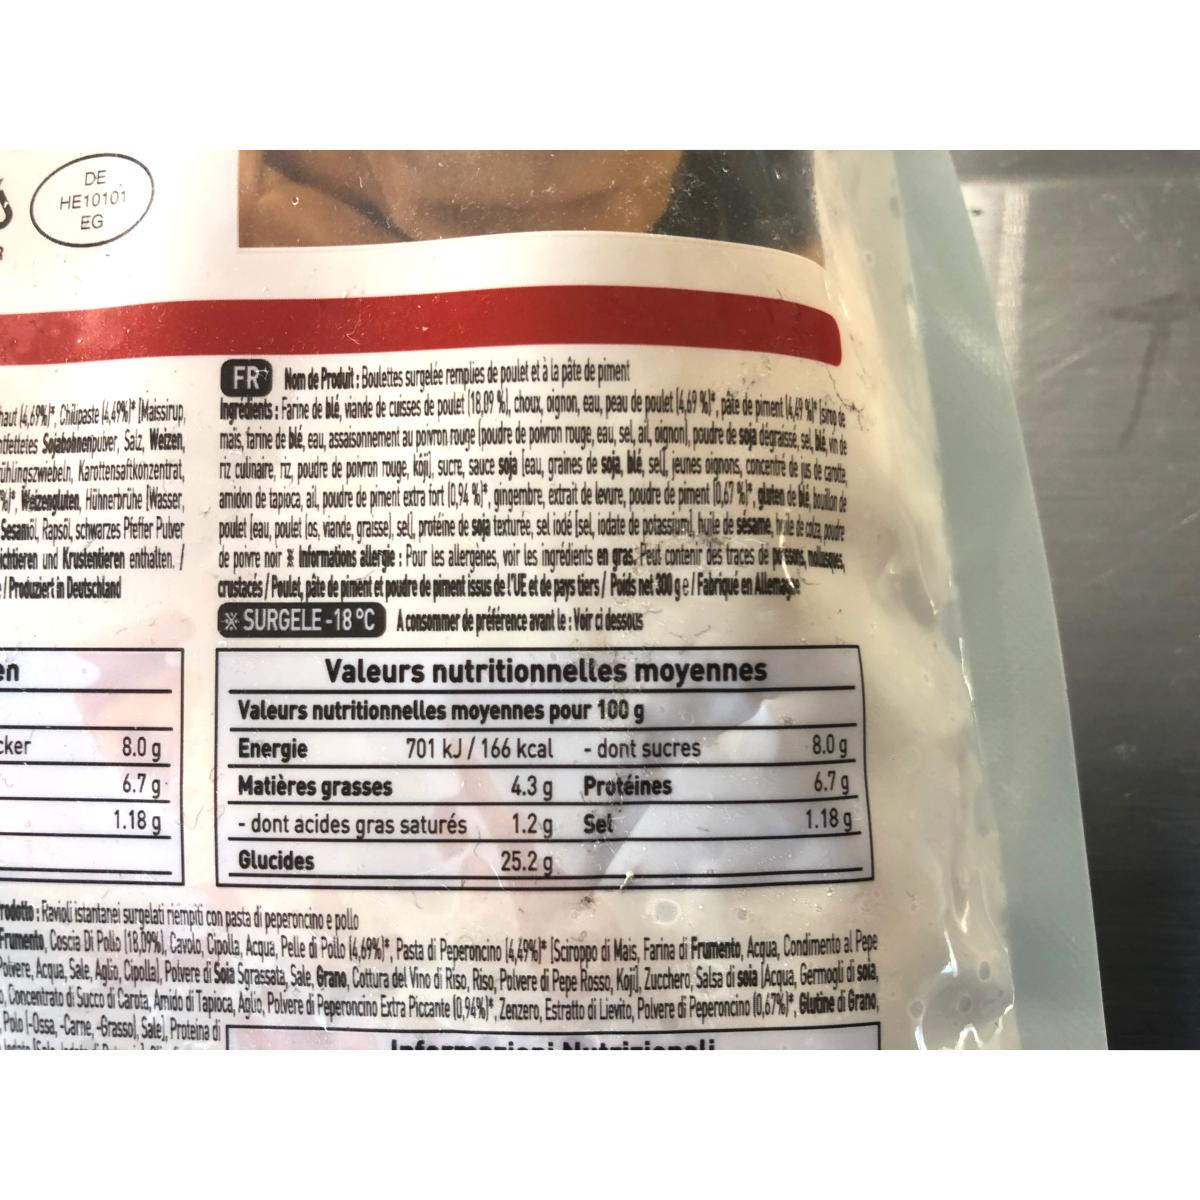 DE
HE10101
EG
FR Nom de Produit : Boulettes surgelée remplies de poulet et à la pâte de piment
Ingrédients : Farine de blé, viande de cuisses de poulet (18,09 %), choux, oignon, eau, peau de poulet (4,69 %)*, pâte de piment (4,49 %)* [sirop de
maïs, farine de blé, eau, assaisonnement au poivron rouge (poudre de poivron rouge, eau, sel, ail, oignon), poudre de soja dégraissé, sel, blé, vin de
riz culinaire, riz, poudre de poivron rouge, kôji], sucre, sauce soja [eau, graines de soja, blé, sel], jeunes oignons, concentré de jus de carotte,
amidon de tapioca, ail, poudre de piment extra fort (0,94 %)*, gingembre, extrait de levure, poudre de piment (0,67 %)*, gluten de blé, bouillon de
poulet [eau, poulet (os, viande, graisse), sel], protéine de soja texturée, sel iodé [sel, iodate de potassium], huile de sésame, huile de colza, poudre
de poivre noir ※ Informations allergie : Pour les allergènes, voir les ingrédients en gras. Peut contenir des traces de poissons, mollusques,
crustacés / Poulet, pâte de piment et poudre de piment issus de l'UE et de pays tiers / Poids net 300 g e / Fabriqué en Allemagne
※ SURGELE -18 °C A consommer de préférence avant le : Voir ci dessous
haut (4,69%)*, Chilipaste (4,49%)* [Maissirup,
ntfettetes Sojabohnenpulver, Salz, Weizen,
rühlingszwiebeln, Karottensaftkonzentrat,
%)*, Weizengluten, Hühnerbrühe [Wasser,
Sesamöl, Rapsöl, schwarzes Pfeffer Pulver
ichtieren und Krustentieren enthalten. /
e / Produziert in Deutschland
en
cker 8.0 g
6.7 g
1.18 g
Valeurs nutritionnelles moyennes
Valeurs nutritionnelles moyennes pour 100 g
Energie 701 kJ / 166 kcal - dont sucres 8.0 g
Matières grasses 4.3 g Protéines 6.7 g
- dont acides gras saturés 1.2 g Sel 1.18 g
Glucides 25.2 g
rodotto : Ravioli istantanei surgelati riempiti con pasta di peperoncino e pollo
Frumento, Coscia Di Pollo (18,09%), Cavolo, Cipolla, Acqua, Pelle di Pollo (4,69%)*, Pasta di Peperoncino (4,49%)* [Sciroppo di Mais, Farina di Frumento, Acqua, Condimento al Pepe
Polvere, Acqua, Sale, Aglio, Cipolla), Polvere di Soia Sgrassata, Sale, Grano, Cottura del Vino di Riso, Riso, Polvere di Pepe Rosso, Koji], Zucchero, Salsa di soia [Acqua, Germogli di soia,
o, Concentrato di Succo di Carota, Amido di Tapioca, Aglio, Polvere di Peperoncino Extra Piccante (0,94%)*, Zenzero, Estratto di Lievito, Polvere di Peperoncino (0,67%)*, Glutine di Grano,
Polo (-Ossa, -Carne, -Grasso), Sale], Proteina di
Informazioni Nutrizionali